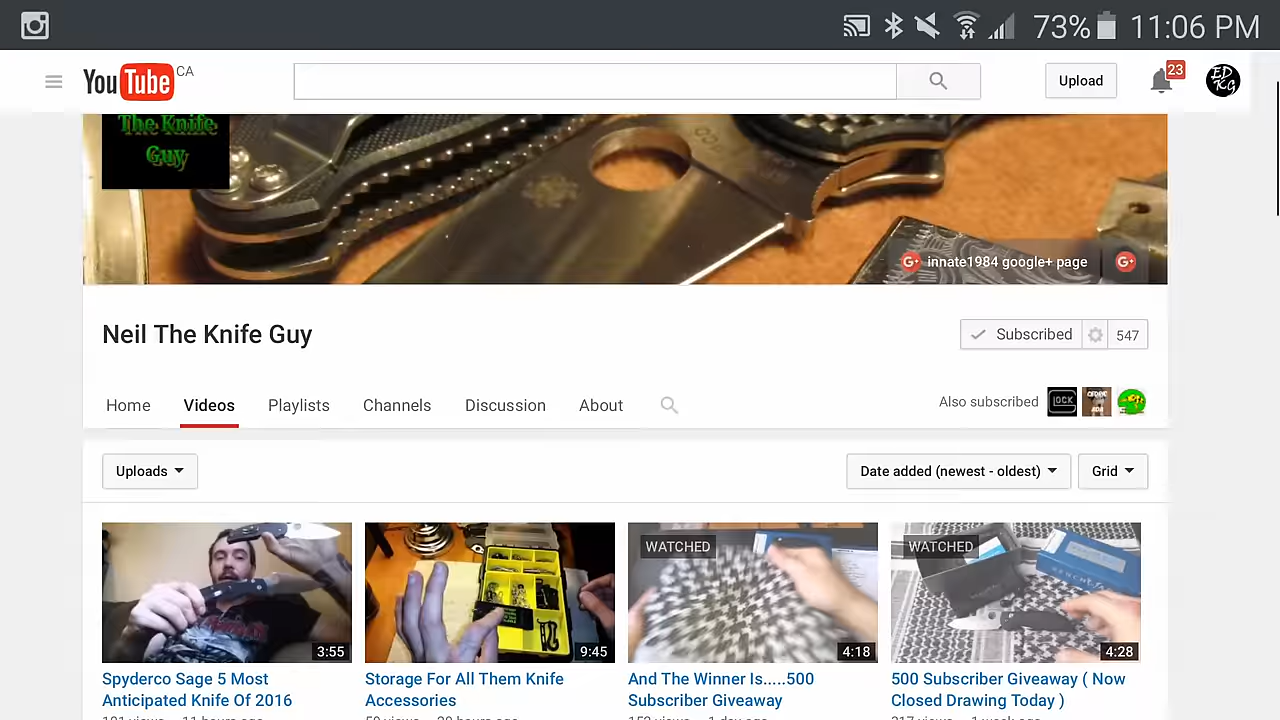 73% 11:06 PM
YouTube CA
Upload
23
ED
KG
The Knife
Guy
innate1984 google+ page
Neil The Knife Guy
Subscribed 547
Home Videos Playlists Channels Discussion About
Also subscribed
LOCK
Uploads
Date added (newest - oldest)
Grid
WATCHED
WATCHED
3:55
9:45
4:18
4:28
Spyderco Sage 5 Most
Anticipated Knife Of 2016
Storage For All Them Knife
Accessories
And The Winner Is.....500
Subscriber Giveaway
500 Subscriber Giveaway ( Now
Closed Drawing Today )